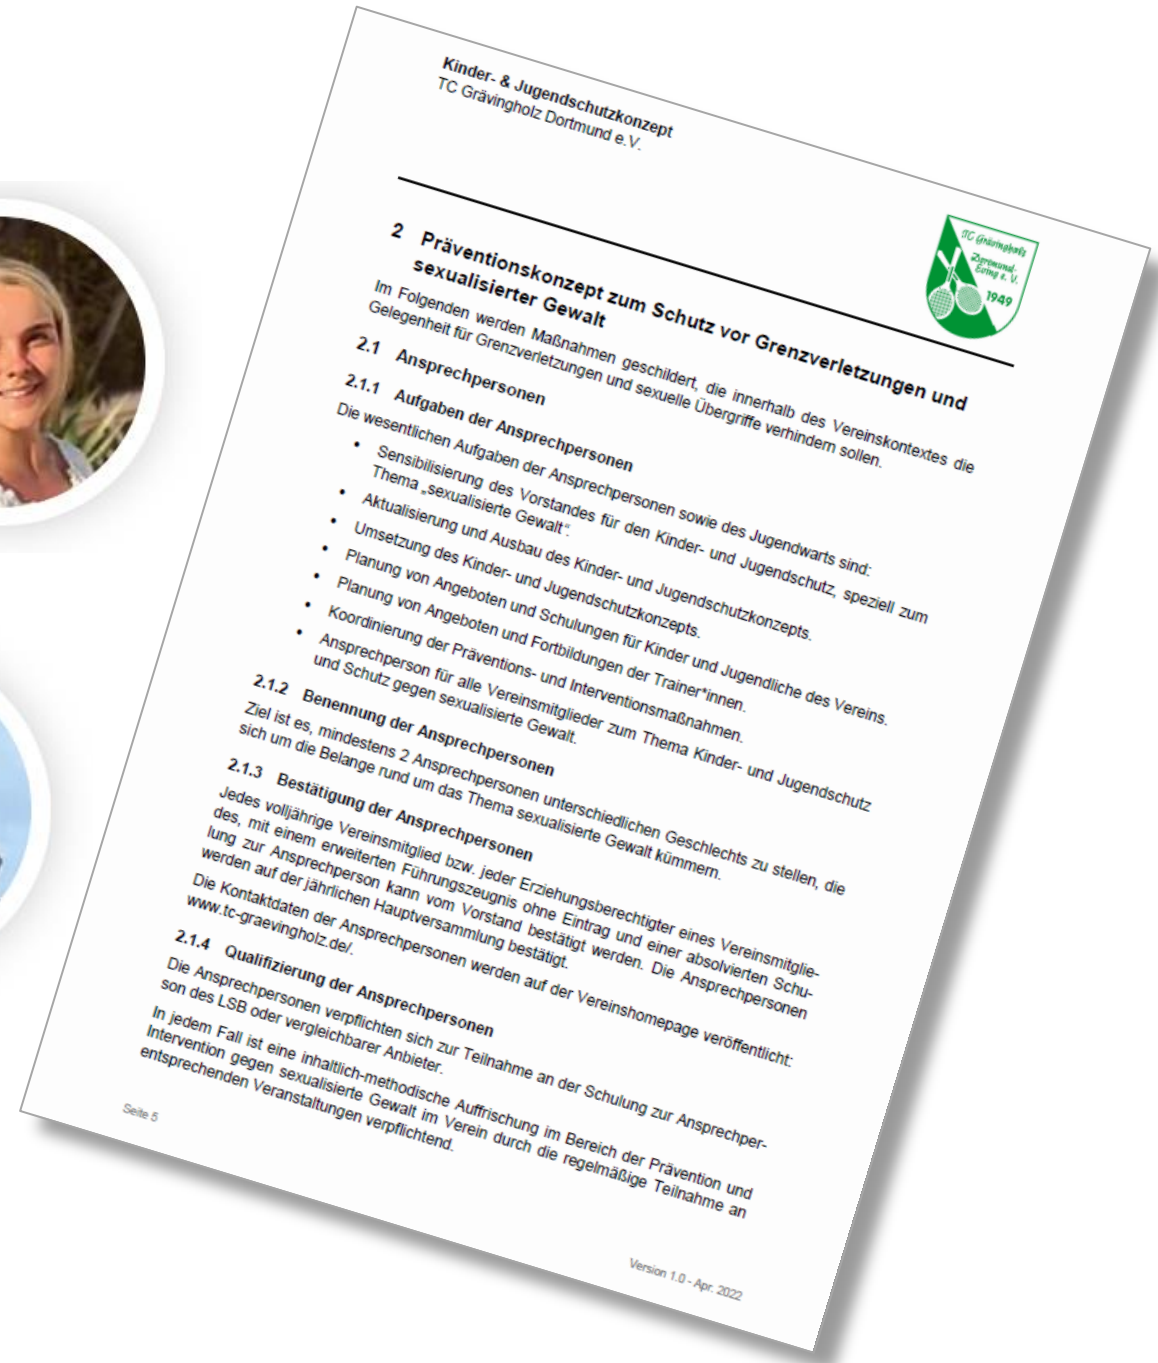 Kinder- & Jugendschutzkonzept
TC Grävingholz Dortmund e.V.
TC Grävingholz
Dortmund-
Eving e. V.
1949
2 Präventionskonzept zum Schutz vor Grenzverletzungen und
sexualisierter Gewalt
Im Folgenden werden Maßnahmen geschildert, die innerhalb des Vereinskontextes die
Gelegenheit für Grenzverletzungen und sexuelle Übergriffe verhindern sollen.
2.1 Ansprechpersonen
2.1.1 Aufgaben der Ansprechpersonen
Die wesentlichen Aufgaben der Ansprechpersonen sowie des Jugendwarts sind:
• Sensibilisierung des Vorstandes für den Kinder- und Jugendschutz, speziell zum
Thema „sexualisierte Gewalt“.
• Aktualisierung und Ausbau des Kinder- und Jugendschutzkonzepts.
• Umsetzung des Kinder- und Jugendschutzkonzepts.
• Planung von Angeboten und Schulungen für Kinder und Jugendliche des Vereins.
• Planung von Angeboten und Fortbildungen der Trainer*innen.
• Koordinierung der Präventions- und Interventionsmaßnahmen.
• Ansprechperson für alle Vereinsmitglieder zum Thema Kinder- und Jugendschutz
und Schutz gegen sexualisierte Gewalt.
2.1.2 Benennung der Ansprechpersonen
Ziel ist es, mindestens 2 Ansprechpersonen unterschiedlichen Geschlechts zu stellen, die
sich um die Belange rund um das Thema sexualisierte Gewalt kümmern.
2.1.3 Bestätigung der Ansprechpersonen
Jedes volljährige Vereinsmitglied bzw. jeder Erziehungsberechtigter eines Vereinsmitglie-
des, mit einem erweiterten Führungszeugnis ohne Eintrag und einer absolvierten Schu-
lung zur Ansprechperson kann vom Vorstand bestätigt werden. Die Ansprechpersonen
werden auf der jährlichen Hauptversammlung bestätigt.
Die Kontaktdaten der Ansprechpersonen werden auf der Vereinshomepage veröffentlicht:
www.tc-graevingholz.de/.
2.1.4 Qualifizierung der Ansprechpersonen
Die Ansprechpersonen verpflichten sich zur Teilnahme an der Schulung zur Ansprechper-
son des LSB oder vergleichbarer Anbieter.
In jedem Fall ist eine inhaltlich-methodische Auffrischung im Bereich der Prävention und
Intervention gegen sexualisierte Gewalt im Verein durch die regelmäßige Teilnahme an
entsprechenden Veranstaltungen verpflichtend.
Seite 5
Version 1.0 - Apr. 2022